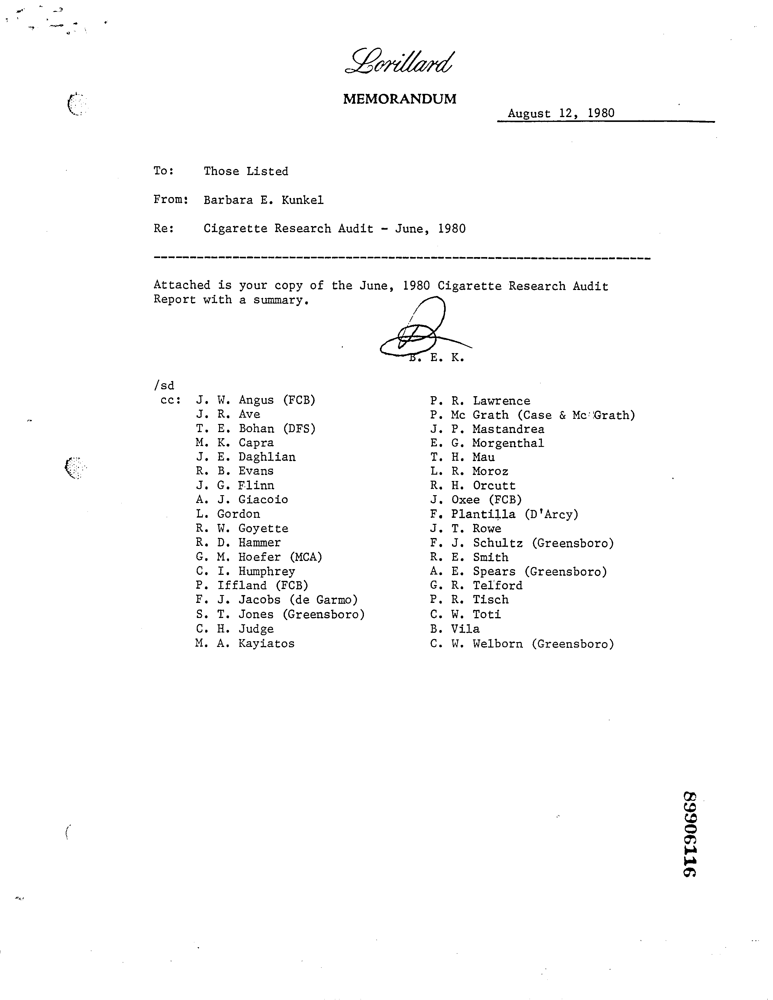 Lorillard
MEMORANDUM
August 12, 1980
To: Those Listed
From: Barbara E. Kunkel
Re: Cigarette Research Audit - June, 1980
Attached is your copy of the June, 1980 Cigarette Research Audit
Report with a summary.
B. E. K.
/sd
cc: J. W. Angus (FCB)
J. R. Ave
T. E. Bohan (DFS)
M. K. Capra
J. E. Daghlian
R. B. Evans
J. G. Flinn
A. J. Giacoio
L. Gordon
R. W. Goyette
R. D. Hammer
G. M. Hoefer (MCA)
C. I. Humphrey
P. Iffland (FCB)
F. J. Jacobs (de Garmo)
S. T. Jones (Greensboro)
C. H. Judge
M. A. Kayiatos
P. R. Lawrence
P. Mc Grath (Case & Mc Grath)
J. P. Mastandrea
E. G. Morgenthal
T. H. Mau
L. R. Moroz
R. H. Orcutt
J. Oxee (FCB)
F. Plantilla (D'Arcy)
J. T. Rowe
F. J. Schultz (Greensboro)
R. E. Smith
A. E. Spears (Greensboro)
G. R. Telford
P. R. Tisch
C. W. Toti
B. Vila
C. W. Welborn (Greensboro)
89906116